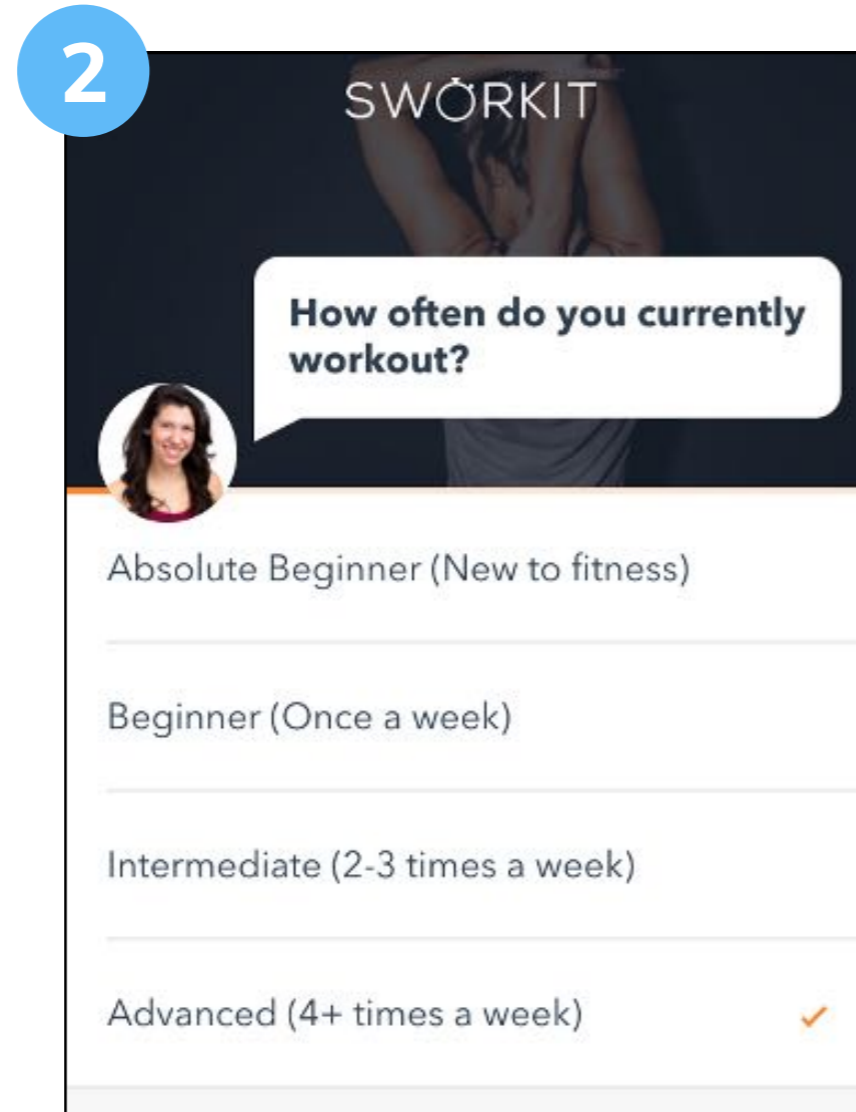 2
SWORKIT
How often do you currently
workout?
Absolute Beginner (New to fitness)
Beginner (Once a week)
Intermediate (2-3 times a week)
Advanced (4+ times a week)